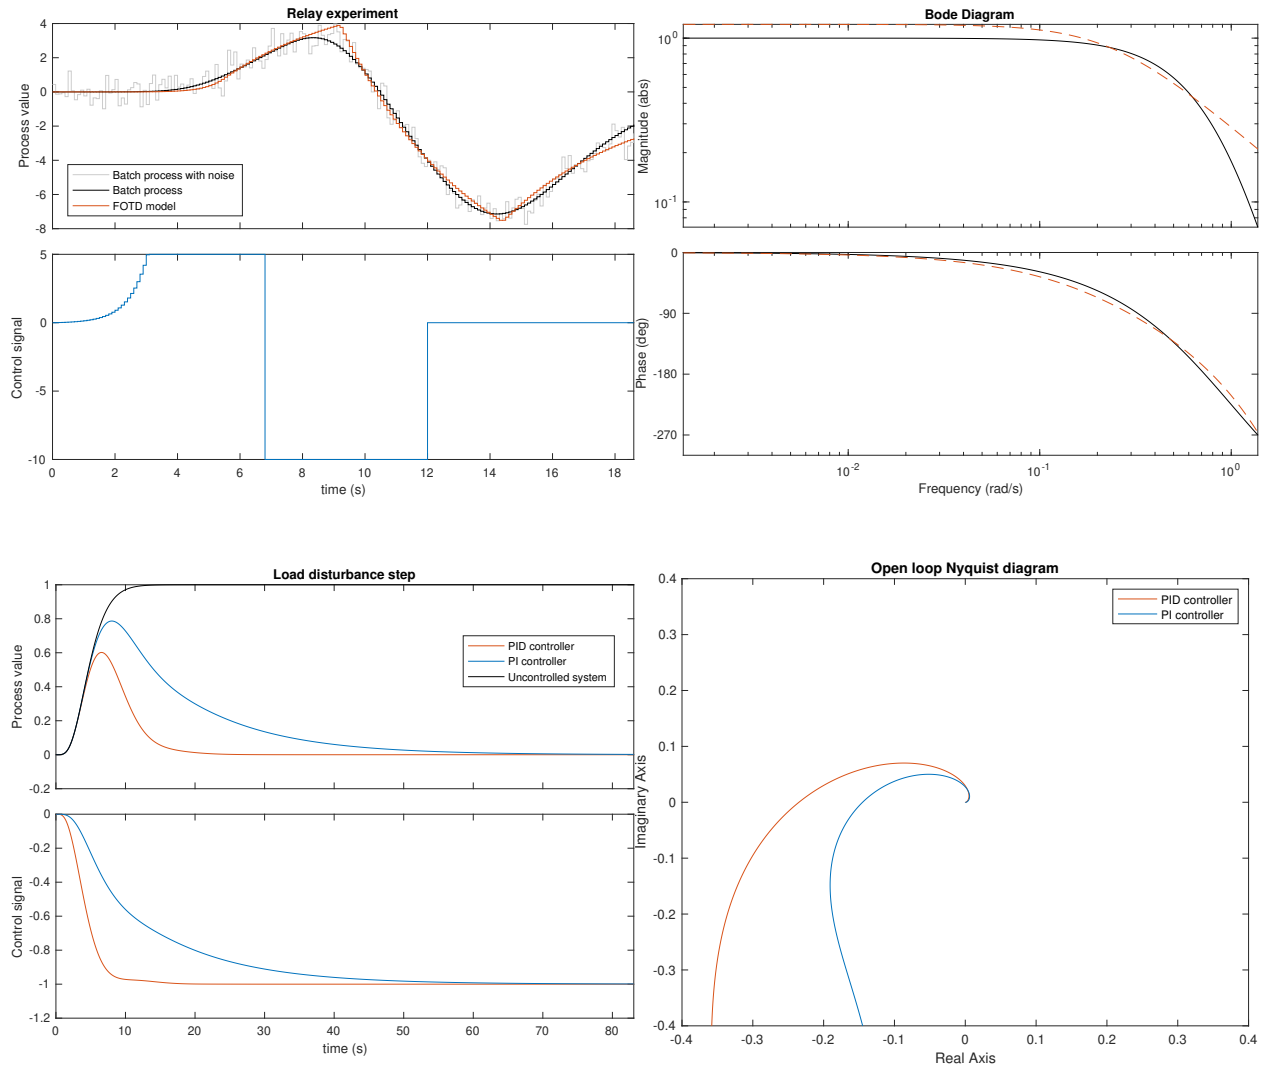 Relay experiment
4
2
0
-2
-4
-6
-8
Process value
Batch process with noise
Batch process
FOTD model
5
0
-5
-10
Control signal
0 2 4 6 8 10 12 14 16 18
time (s)
Bode Diagram
10^0
10^-1
Magnitude (abs)
0
-90
-180
-270
Phase (deg)
10^-2 10^-1 10^0
Frequency (rad/s)
Load disturbance step
1
0.8
0.6
0.4
0.2
0
-0.2
Process value
PID controller
PI controller
Uncontrolled system
0
-0.2
-0.4
-0.6
-0.8
-1
-1.2
Control signal
0 10 20 30 40 50 60 70 80
time (s)
Open loop Nyquist diagram
0.4
0.3
0.2
0.1
0
-0.1
-0.2
-0.3
-0.4
Imaginary Axis
PID controller
PI controller
-0.4 -0.3 -0.2 -0.1 0 0.1 0.2 0.3 0.4
Real Axis